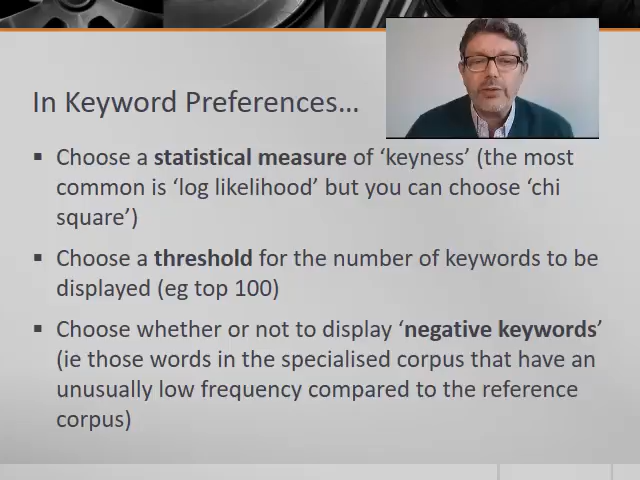 In Keyword Preferences…
▪ Choose a statistical measure of ‘keyness’ (the most
common is ‘log likelihood’ but you can choose ‘chi
square’)
▪ Choose a threshold for the number of keywords to be
displayed (eg top 100)
▪ Choose whether or not to display ‘negative keywords’
(ie those words in the specialised corpus that have an
unusually low frequency compared to the reference
corpus)